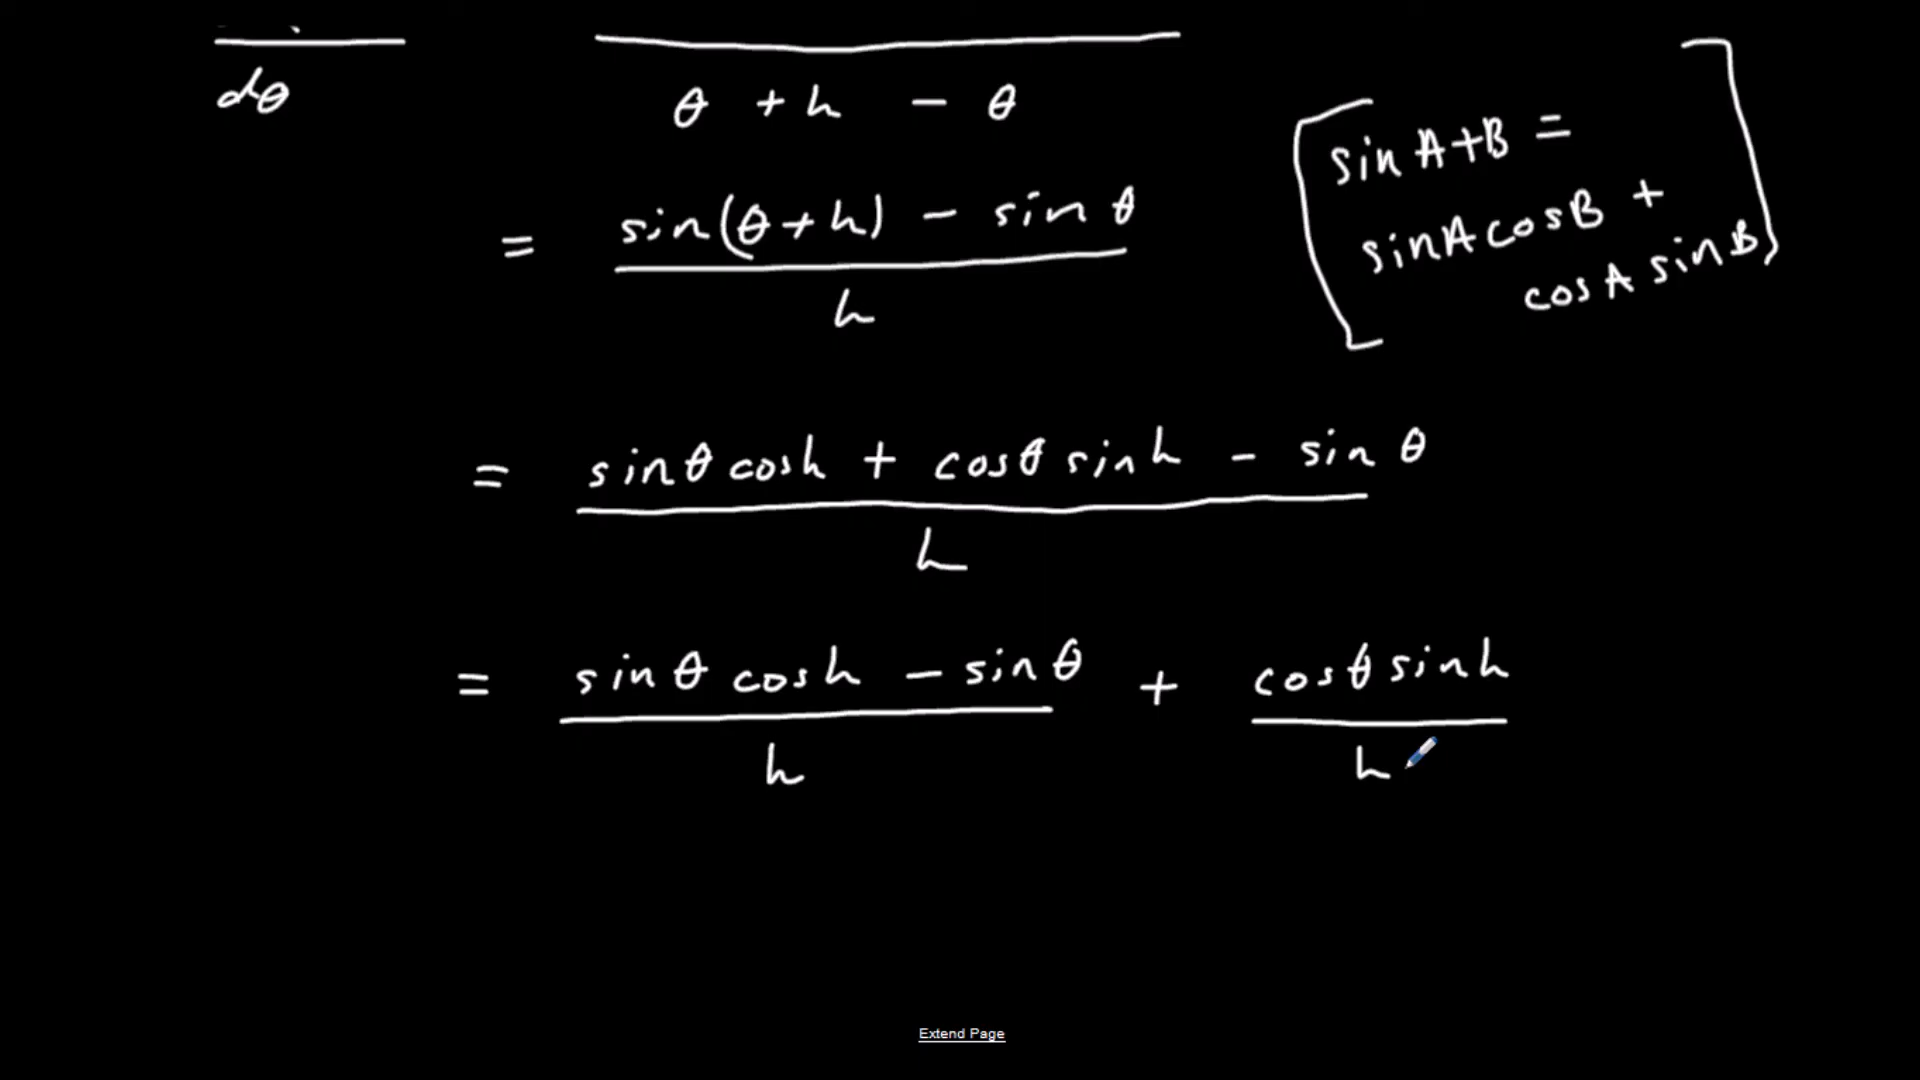 dθ
θ + h - θ
= sin(θ+h) - sin θ
h
[sin A+B =
sinA cosB +
cosA sinB]
= sinθ cosh + cosθ sinh - sin θ
h
= sinθ cosh - sinθ + cosθ sinh
h h
Extend Page